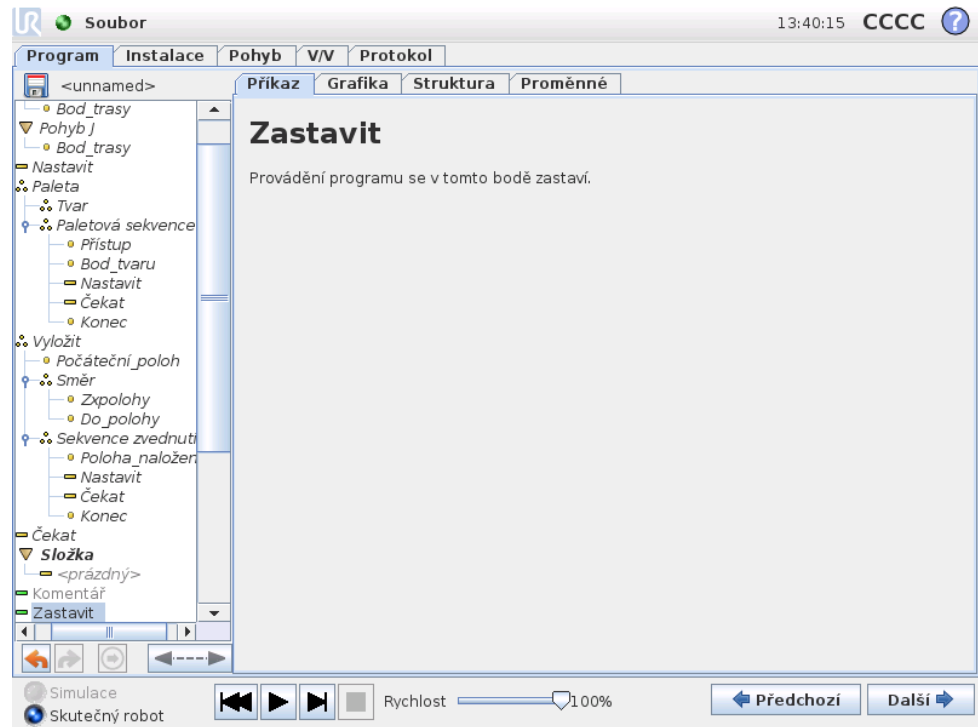 UR Soubor 13:40:15 CCCC ?
Program Instalace Pohyb V/V Protokol
<unnamed>
Příkaz Grafika Struktura Proměnné
Bod_trasy
Pohyb J
Bod_trasy
Nastavit
Paleta
Tvar
Paletová sekvence
Přístup
Bod_tvaru
Nastavit
Čekat
Konec
Vyložit
Počáteční_poloh
Směr
Zxpolohy
Do_polohy
Sekvence zvednutí
Poloha_naložen
Nastavit
Čekat
Konec
Čekat
Složka
<prázdný>
Komentář
Zastavit
Zastavit
Provádění programu se v tomto bodě zastaví.
Simulace
Skutečný robot
Rychlost 100%
Předchozí Další